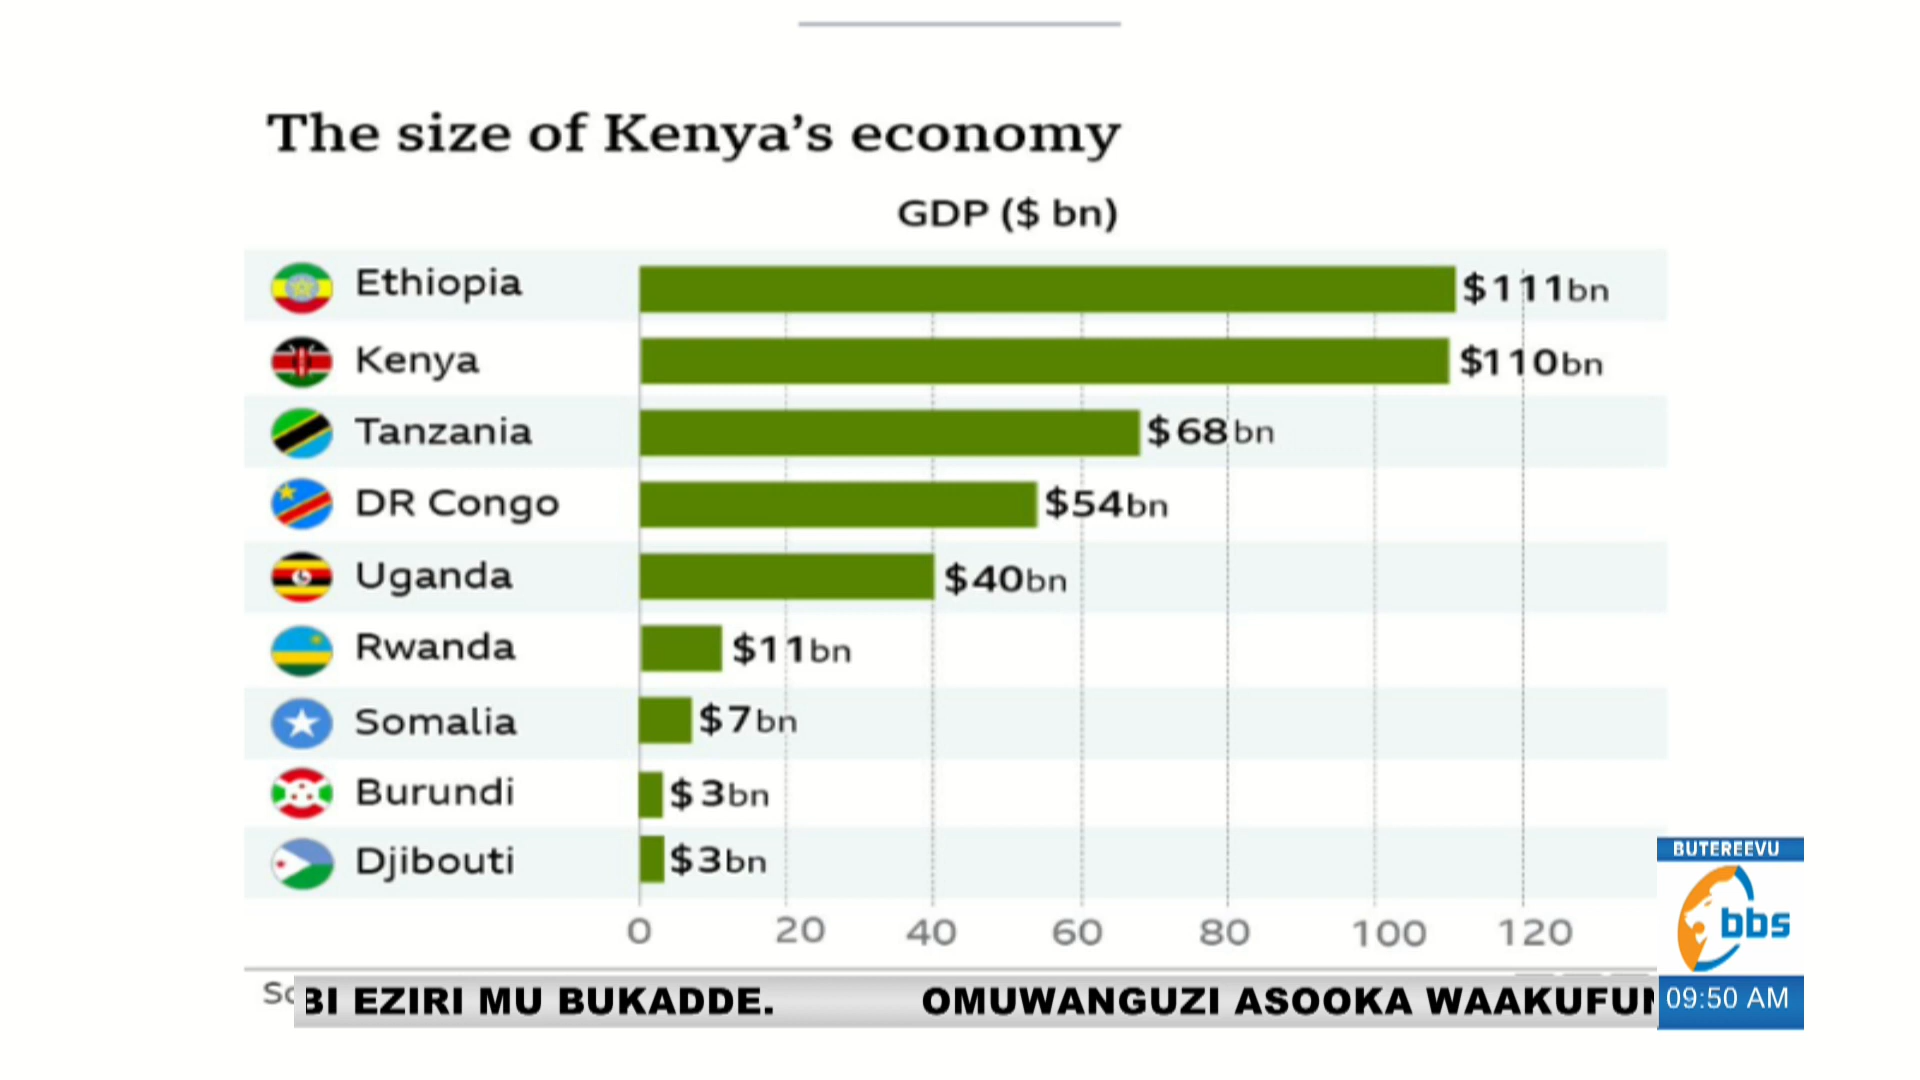 The size of Kenya's economy
GDP ($ bn)
Ethiopia $111bn
Kenya $110bn
Tanzania $68bn
DR Congo $54bn
Uganda $40bn
Rwanda $11bn
Somalia $7bn
Burundi $3bn
Djibouti $3bn
0 20 40 60 80 100 120
BUTEREEVU
bbs
BI EZIRI MU BUKADDE. OMUWANGUZI ASOOKA
09:50 AM